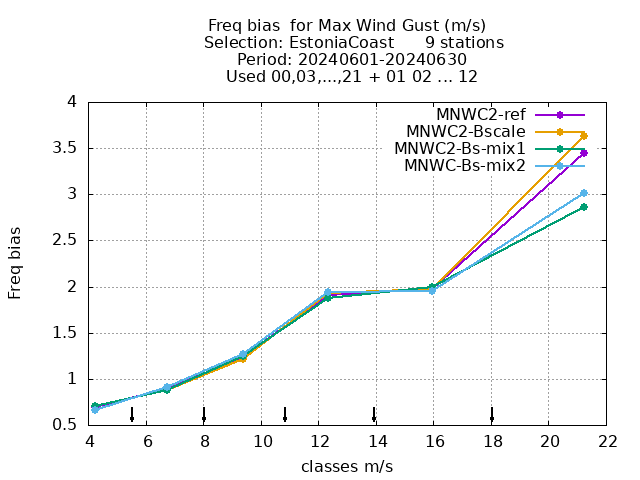 Freq bias  for Max Wind Gust (m/s)
Selection: EstoniaCoast      9 stations
Period: 20240601-20240630
Used 00,03,...,21 + 01 02 ... 12
MNWC2-ref
MNWC2-Bscale
MNWC2-Bs-mix1
MNWC-Bs-mix2
4
3.5
3
2.5
2
1.5
1
0.5
Freq bias
4 6 8 10 12 14 16 18 20 22
classes m/s